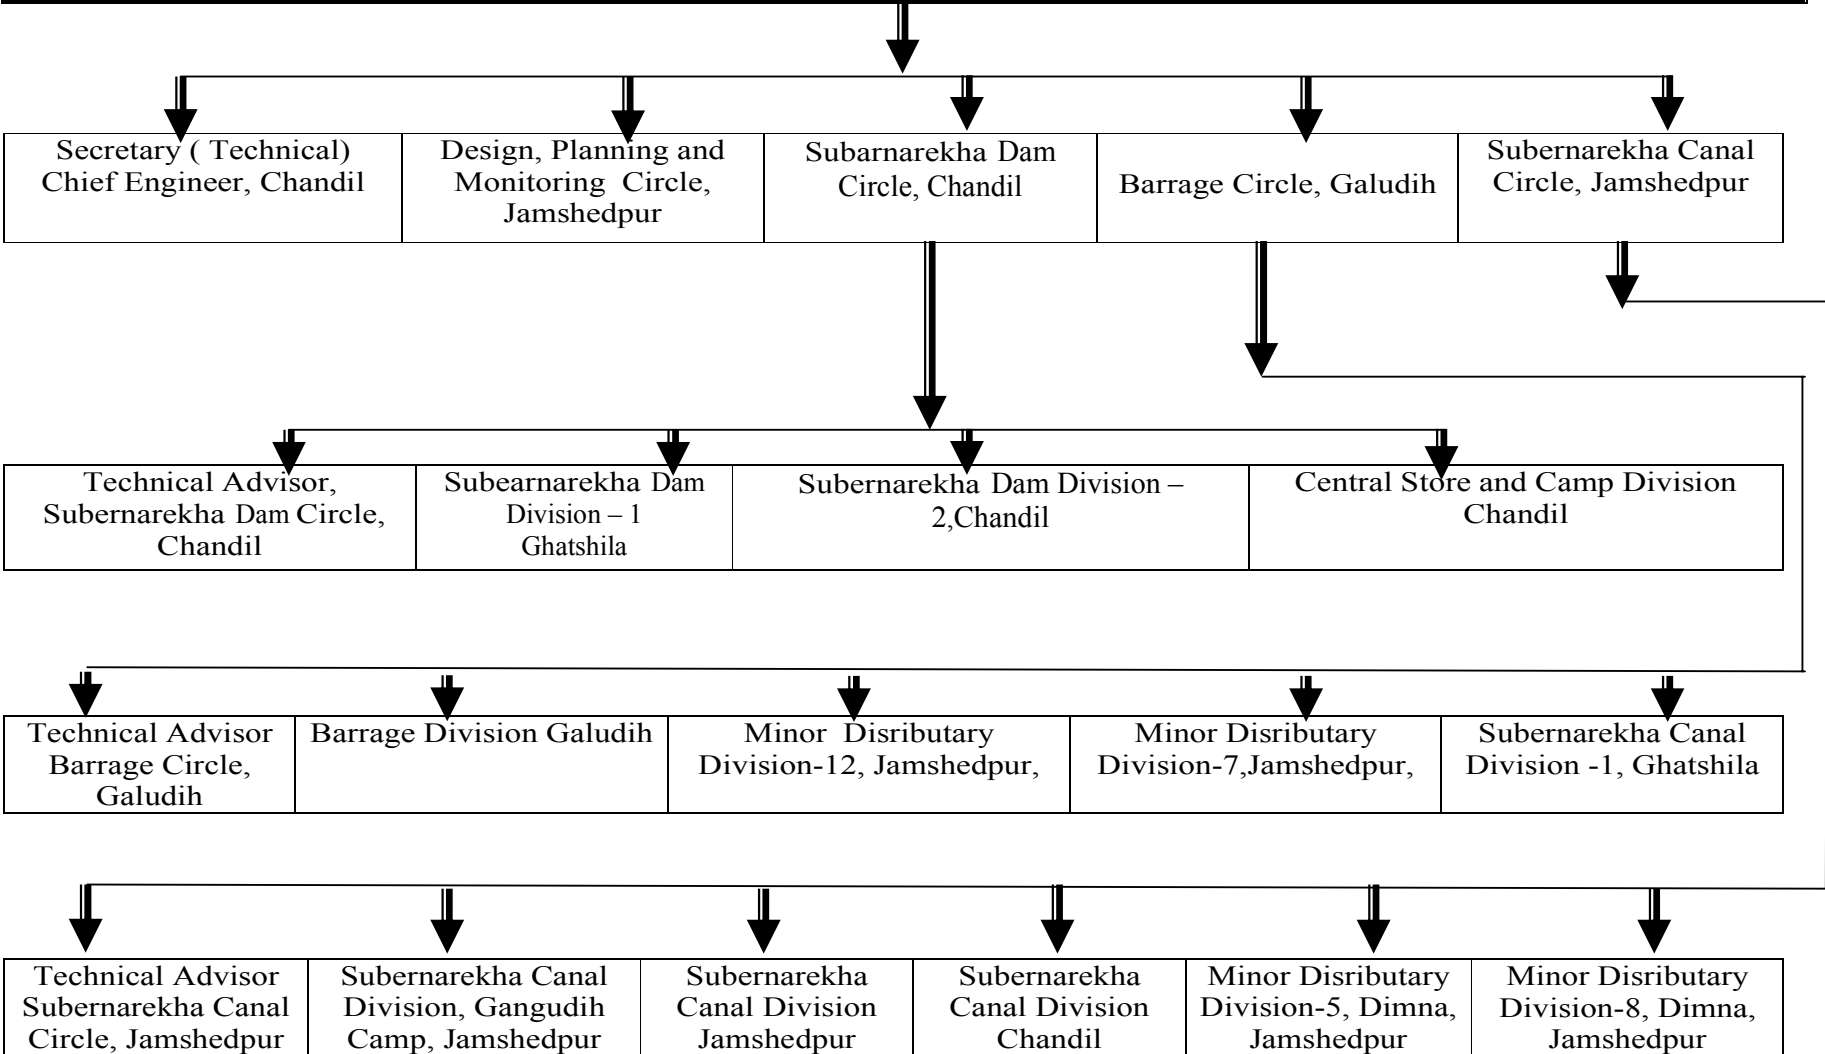 Secretary ( Technical)
Chief Engineer, Chandil
Design, Planning and
Monitoring Circle,
Jamshedpur
Subarnarekha Dam
Circle, Chandil
Barrage Circle, Galudih
Subernarekha Canal
Circle, Jamshedpur
Technical Advisor,
Subernarekha Dam Circle,
Chandil
Subearnarekha Dam
Division – 1
Ghatshila
Subernarekha Dam Division –
2,Chandil
Central Store and Camp Division
Chandil
Technical Advisor
Barrage Circle,
Galudih
Barrage Division Galudih
Minor Disributary
Division-12, Jamshedpur,
Minor Disributary
Division-7,Jamshedpur,
Subernarekha Canal
Division -1, Ghatshila
Technical Advisor
Subernarekha Canal
Circle, Jamshedpur
Subernarekha Canal
Division, Gangudih
Camp, Jamshedpur
Subernarekha
Canal Division
Jamshedpur
Subernarekha
Canal Division
Chandil
Minor Disributary
Division-5, Dimna,
Jamshedpur
Minor Disributary
Division-8, Dimna,
Jamshedpur